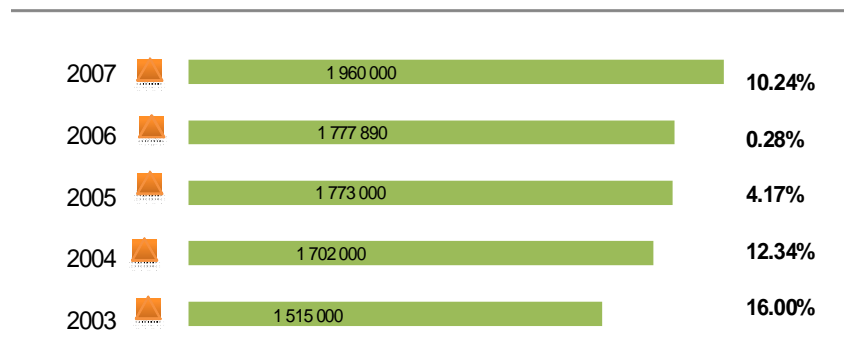 2007 1 960 000 10.24%
2006 1 777 890 0.28%
2005 1 773 000 4.17%
2004 1 702 000 12.34%
2003 1 515 000 16.00%